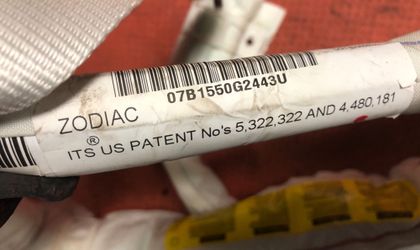 07B1550G2443U
ZODIAC
®
ITS US PATENT No's 5,322,322 AND 4,480,181